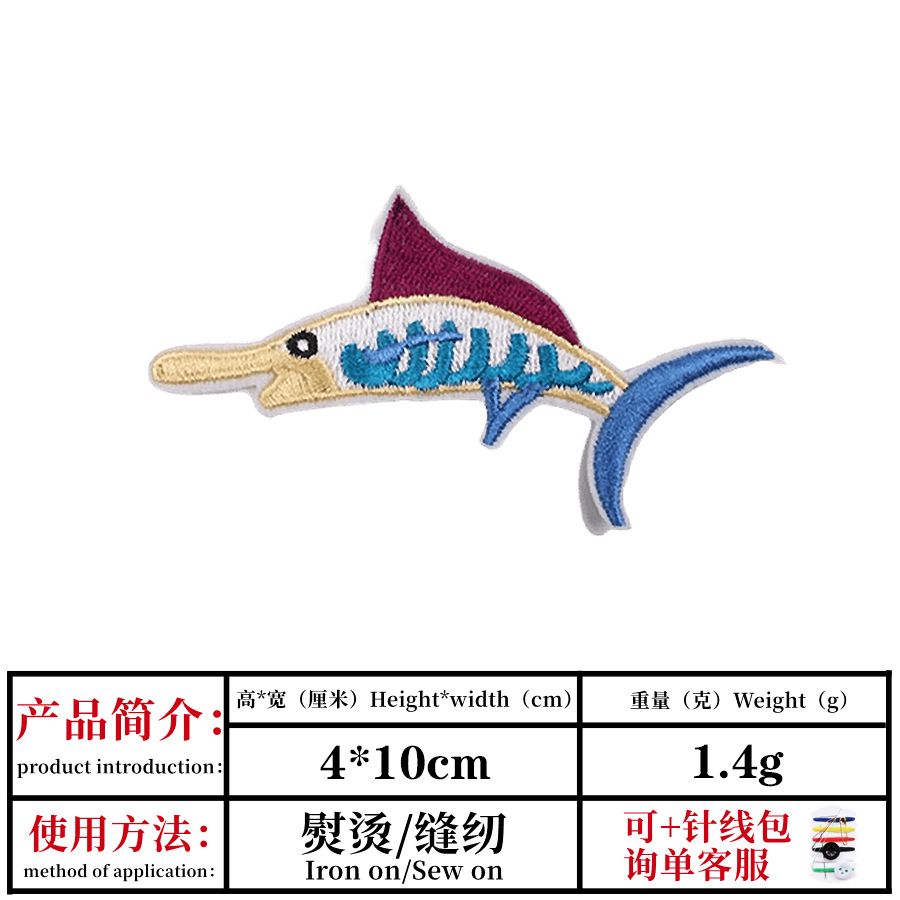 产品简介：
product introduction：
高*宽（厘米）Height*width（cm）
4*10cm
重量（克）Weight（g）
1.4g
使用方法：
method of application：
熨烫/缝纫
Iron on/Sew on
可+针线包
询单客服